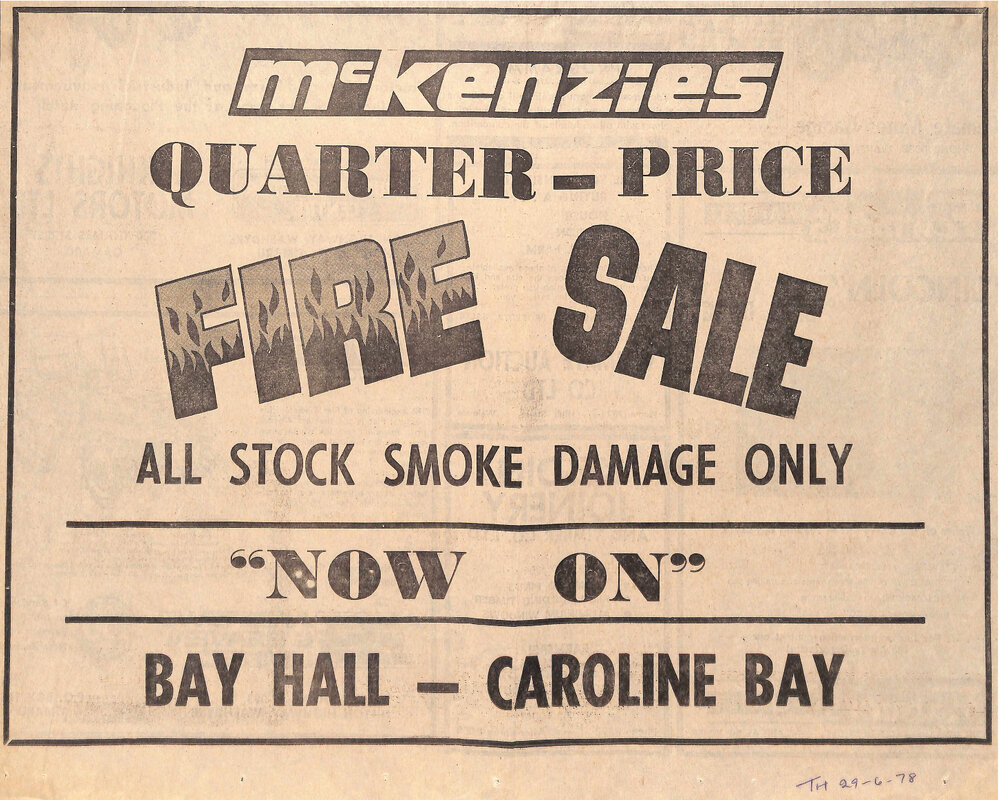 mcKenzies
QUARTER – PRICE
FIRE SALE
ALL STOCK SMOKE DAMAGE ONLY
“NOW ON”
BAY HALL – CAROLINE BAY
TH 29-6-78